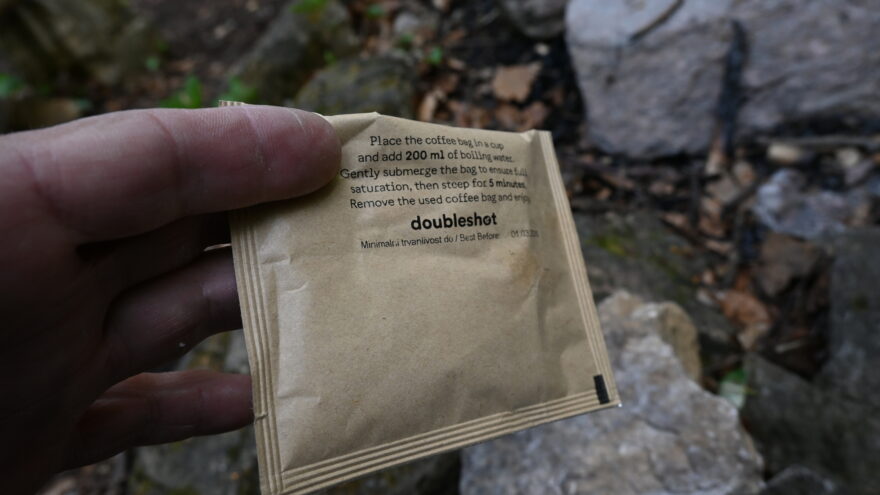 Place the coffee bag in a cup
and add 200 ml of boiling water.
Gently submerge the bag to ensure full
saturation, then steep for 5 minutes.
Remove the used coffee bag and enjoy.
doubleshot
Minimální trvanlivost do / Best Before: